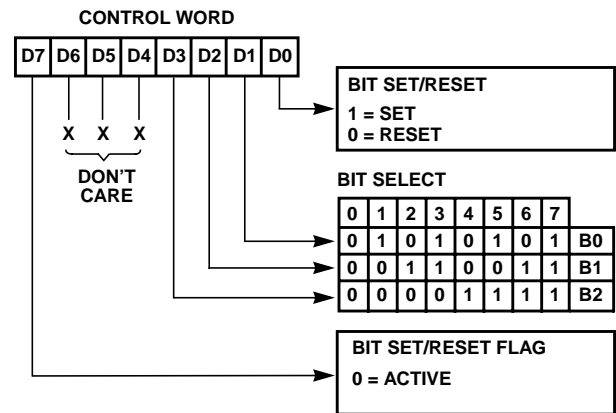 CONTROL WORD
D7 D6 D5 D4 D3 D2 D1 D0
BIT SET/RESET
1 = SET
0 = RESET
X X X
DON'T
CARE
BIT SELECT
0 1 2 3 4 5 6 7
0 1 0 1 0 1 0 1 B0
0 0 1 1 0 0 1 1 B1
0 0 0 0 1 1 1 1 B2
BIT SET/RESET FLAG
0 = ACTIVE